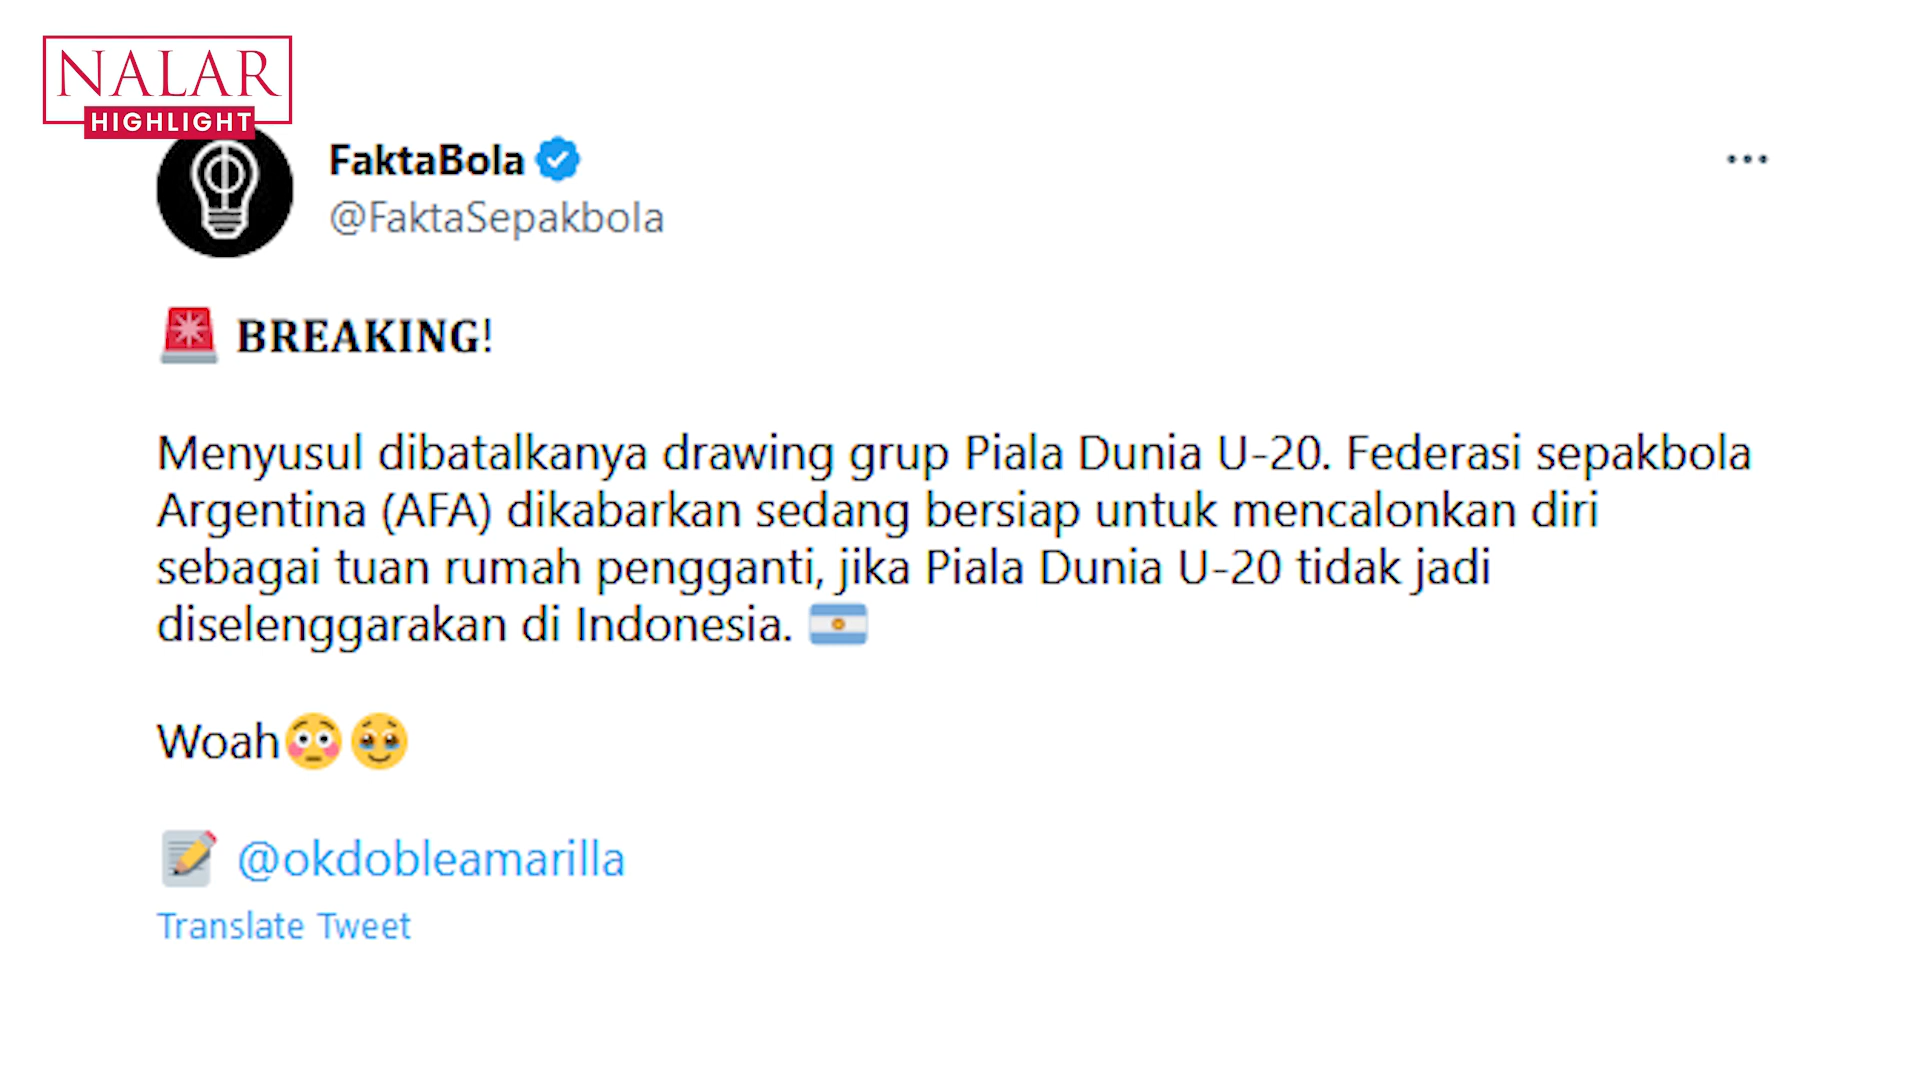 NALAR
HIGHLIGHT
FaktaBola
@FaktaSepakbola
BREAKING!
Menyusul dibatalkanya drawing grup Piala Dunia U-20. Federasi sepakbola
Argentina (AFA) dikabarkan sedang bersiap untuk mencalonkan diri
sebagai tuan rumah pengganti, jika Piala Dunia U-20 tidak jadi
diselenggarakan di Indonesia.
Woah
@okdobleamarilla
Translate Tweet